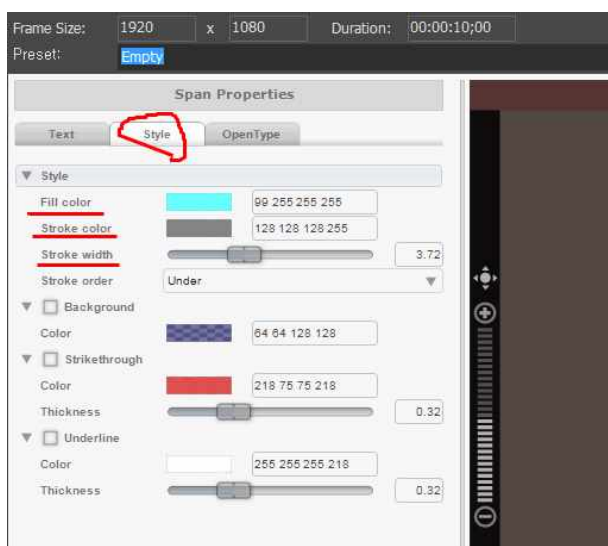 Frame Size: 1920 x 1080 Duration: 00:00:10;00
Preset: Empty
Span Properties
Text Style OpenType
Style
Fill color 99 255 255 255
Stroke color 128 128 128 255
Stroke width 3.72
Stroke order Under
Background
Color 64 64 128 128
Strikethrough
Color 218 75 75 218
Thickness 0.32
Underline
Color 255 255 255 218
Thickness 0.32